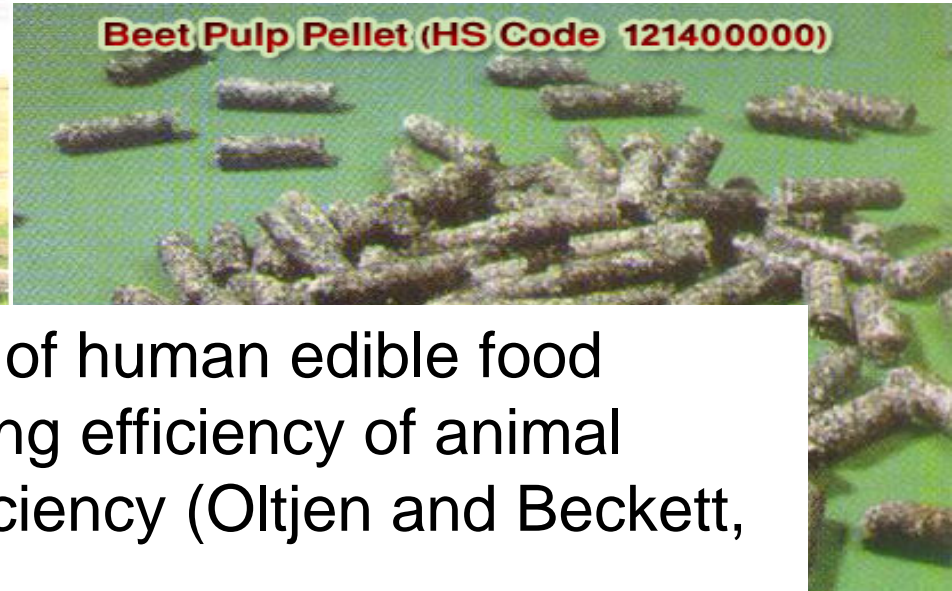 Beet Pulp Pellet (HS Code 121400000)
of human edible food
ng efficiency of animal
ciency (Oltjen and Beckett,